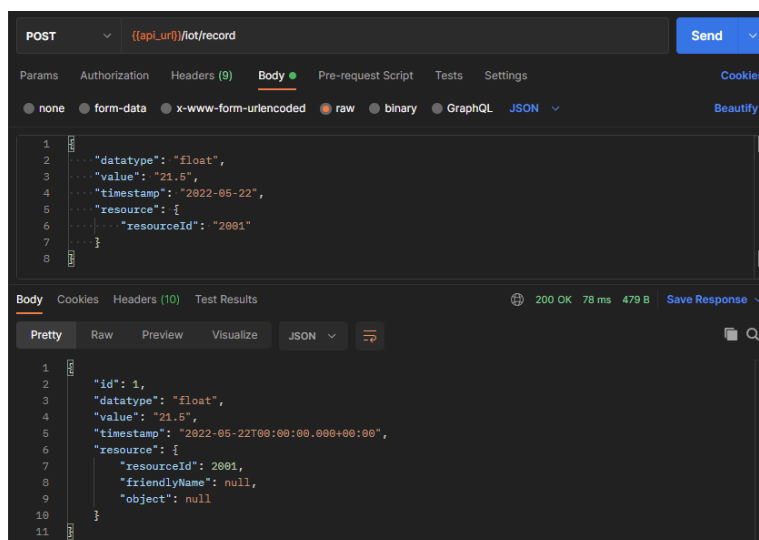 POST {{api_url}}/iot/record Send
Params Authorization Headers (9) Body Pre-request Script Tests Settings Cookies
none form-data x-www-form-urlencoded raw binary GraphQL JSON Beautify
1 {
2 "datatype": "float",
3 "value": "21.5",
4 "timestamp": "2022-05-22",
5 "resource": {
6 "resourceId": "2001"
7 }
8 }
Body Cookies Headers (10) Test Results 200 OK 78 ms 479 B Save Response
Pretty Raw Preview Visualize JSON
1 {
2 "id": 1,
3 "datatype": "float",
4 "value": "21.5",
5 "timestamp": "2022-05-22T00:00:00.000+00:00",
6 "resource": {
7 "resourceId": 2001,
8 "friendlyName": null,
9 "object": null
10 }
11 }